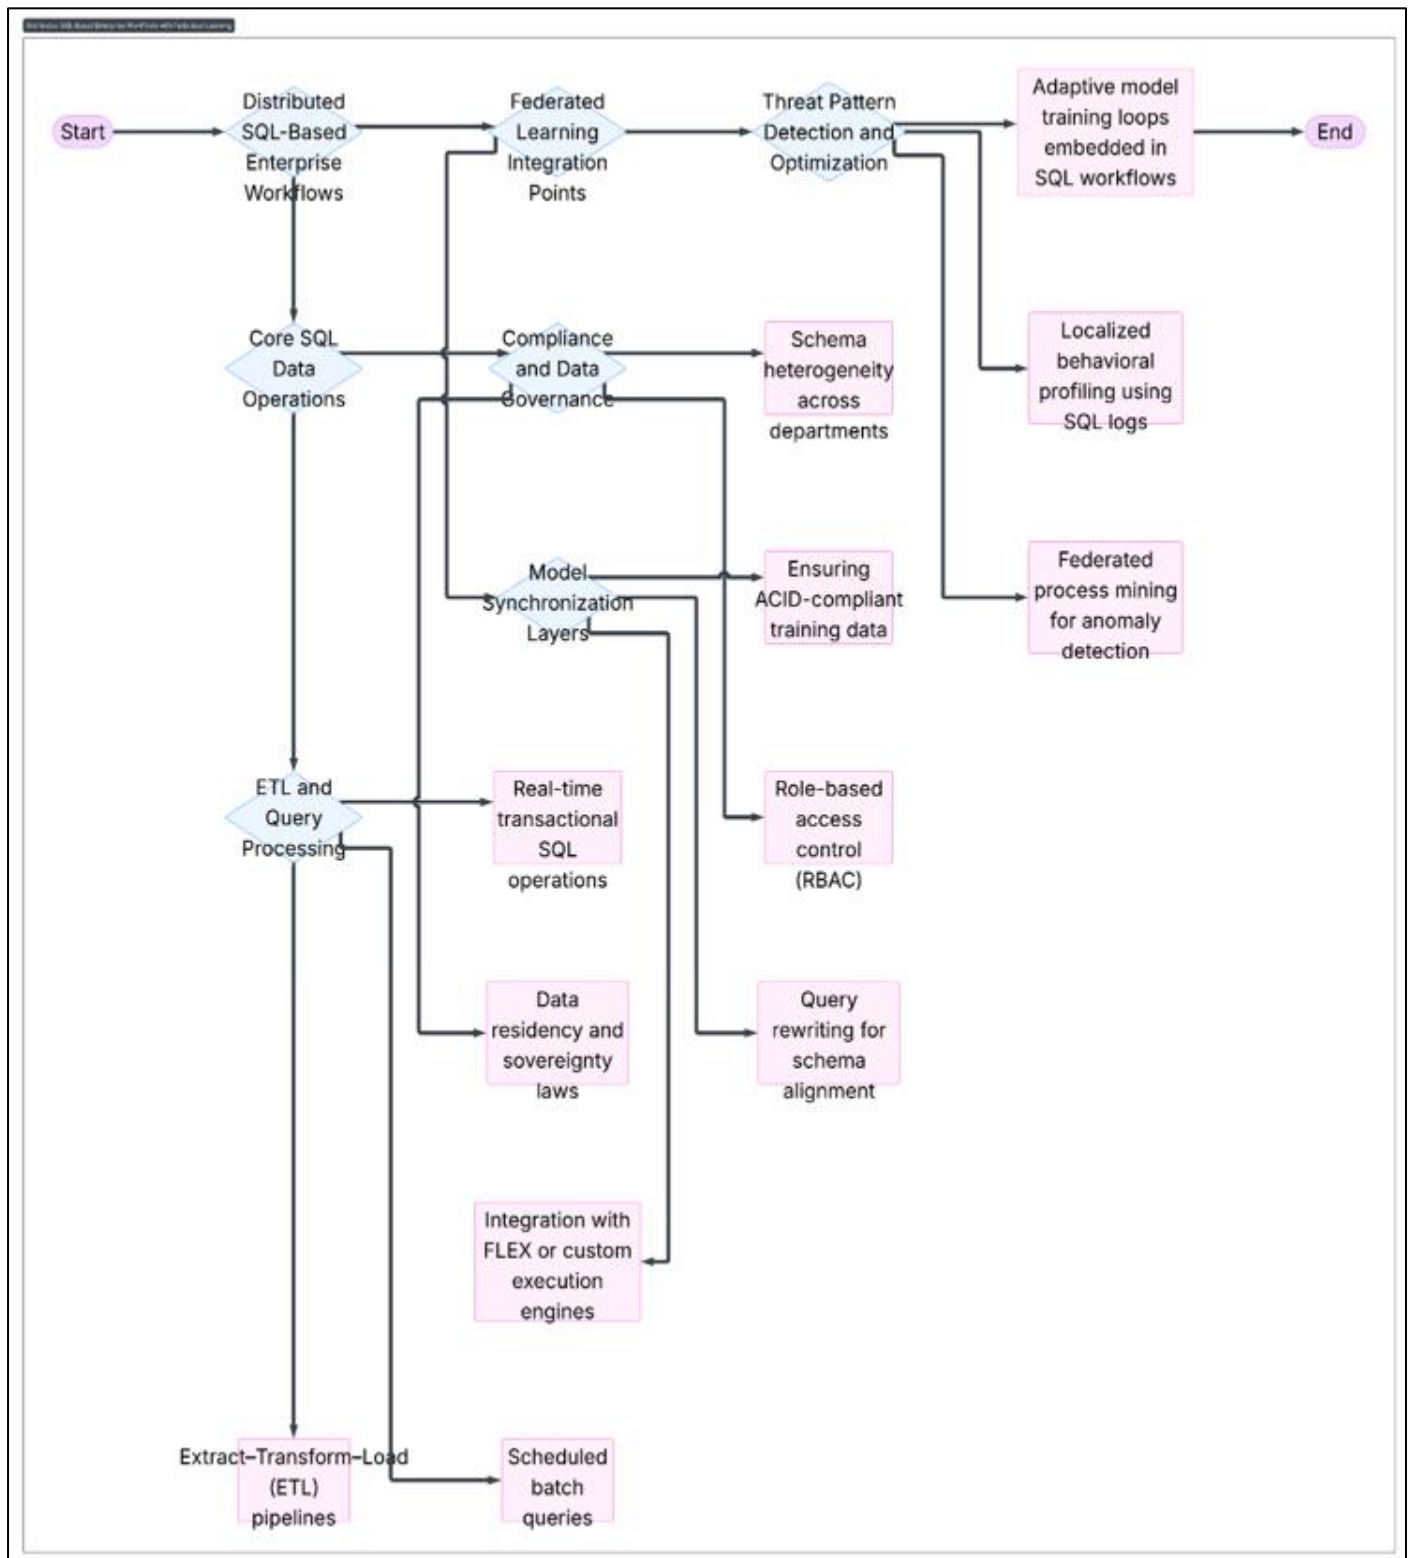 Start
Distributed
SQL-Based
Enterprise
Workflows
Federated
Learning
Integration
Points
Threat Pattern
Detection and
Optimization
Adaptive model
training loops
embedded in
SQL workflows
End
Core SQL
Data
Operations
Compliance
and Data
Governance
Schema
heterogeneity
across
departments
Localized
behavioral
profiling using
SQL logs
Model
Synchronization
Layers
Ensuring
ACID-compliant
training data
Federated
process mining
for anomaly
detection
ETL and
Query
Processing
Real-time
transactional
SQL
operations
Role-based
access
control
(RBAC)
Data
residency and
sovereignty
laws
Query
rewriting for
schema
alignment
Integration with
FLEX or custom
execution
engines
Extract–Transform–Load
(ETL)
pipelines
Scheduled
batch
queries